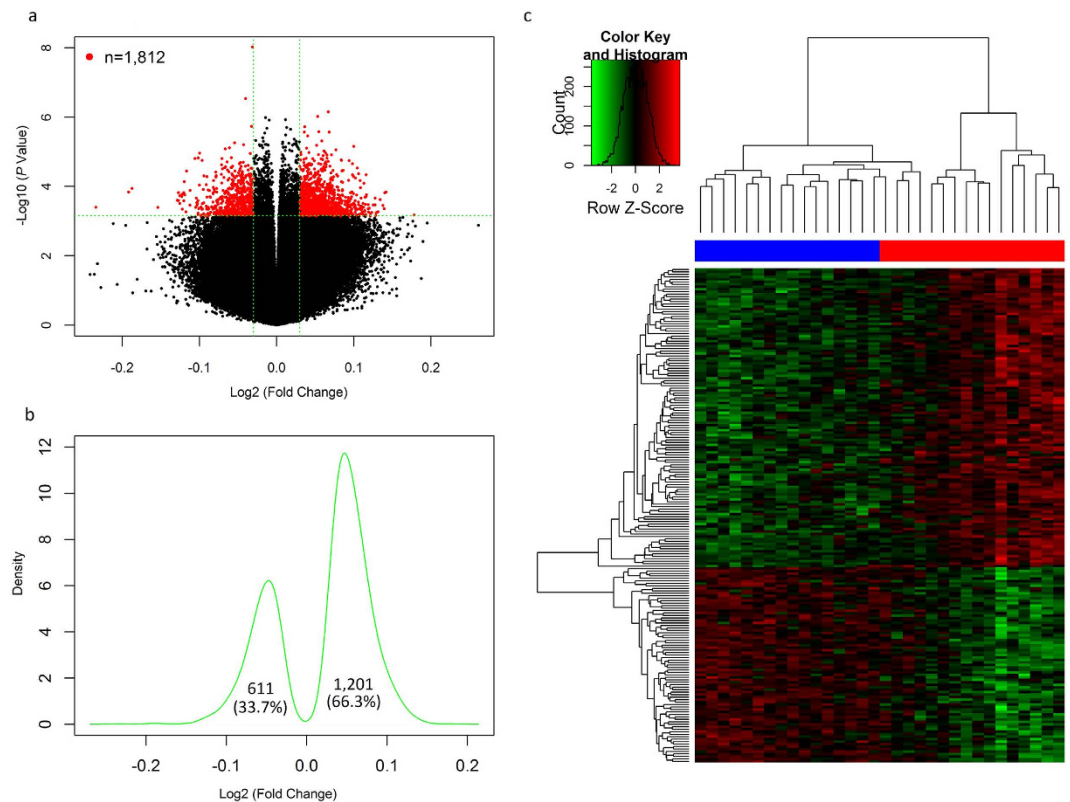 a
n=1,812
8
6
4
2
0
-Log10 (P Value)
-0.2 -0.1 0.0 0.1 0.2
Log2 (Fold Change)
b
12
10
8
6
4
2
0
Density
611
(33.7%)
1,201
(66.3%)
-0.2 -0.1 0.0 0.1 0.2
Log2 (Fold Change)
c
Color Key
and Histogram
Count
0 100 200
-2 0 2
Row Z-Score